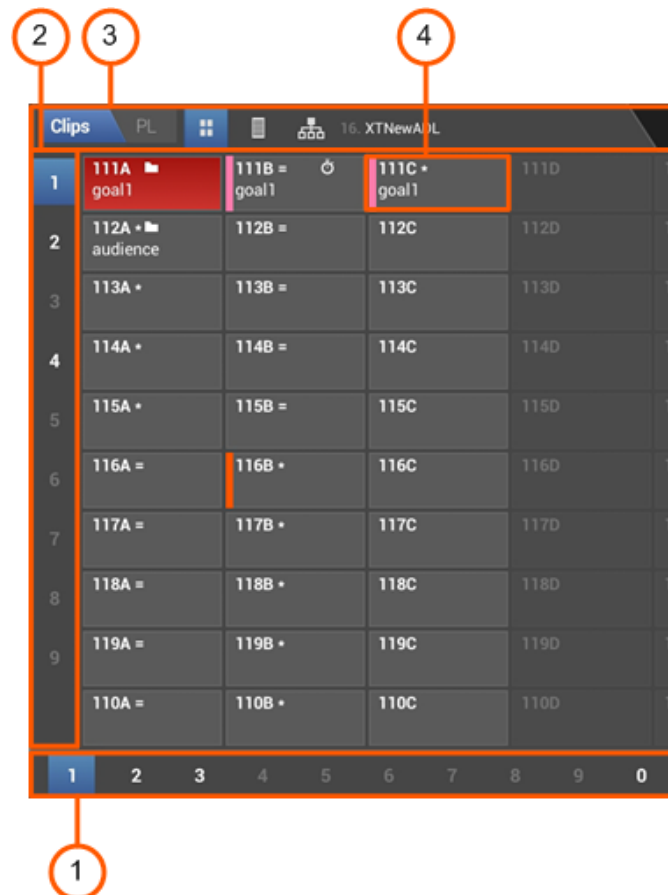 2 3 4
Clips PL 16. XTNewADL
1 111A 111B = 111C * 111D
goal1 goal1 goal1
2 112A * 112B = 112C 112D
audience
3 113A * 113B = 113C 113D
4 114A * 114B = 114C 114D
5 115A * 115B = 115C 115D
6 116A = 116B * 116C 116D
7 117A = 117B * 117C 117D
8 118A = 118B * 118C 118D
9 119A = 119B * 119C 119D
110A = 110B * 110C 110D
1 2 3 4 5 6 7 8 9 0
1